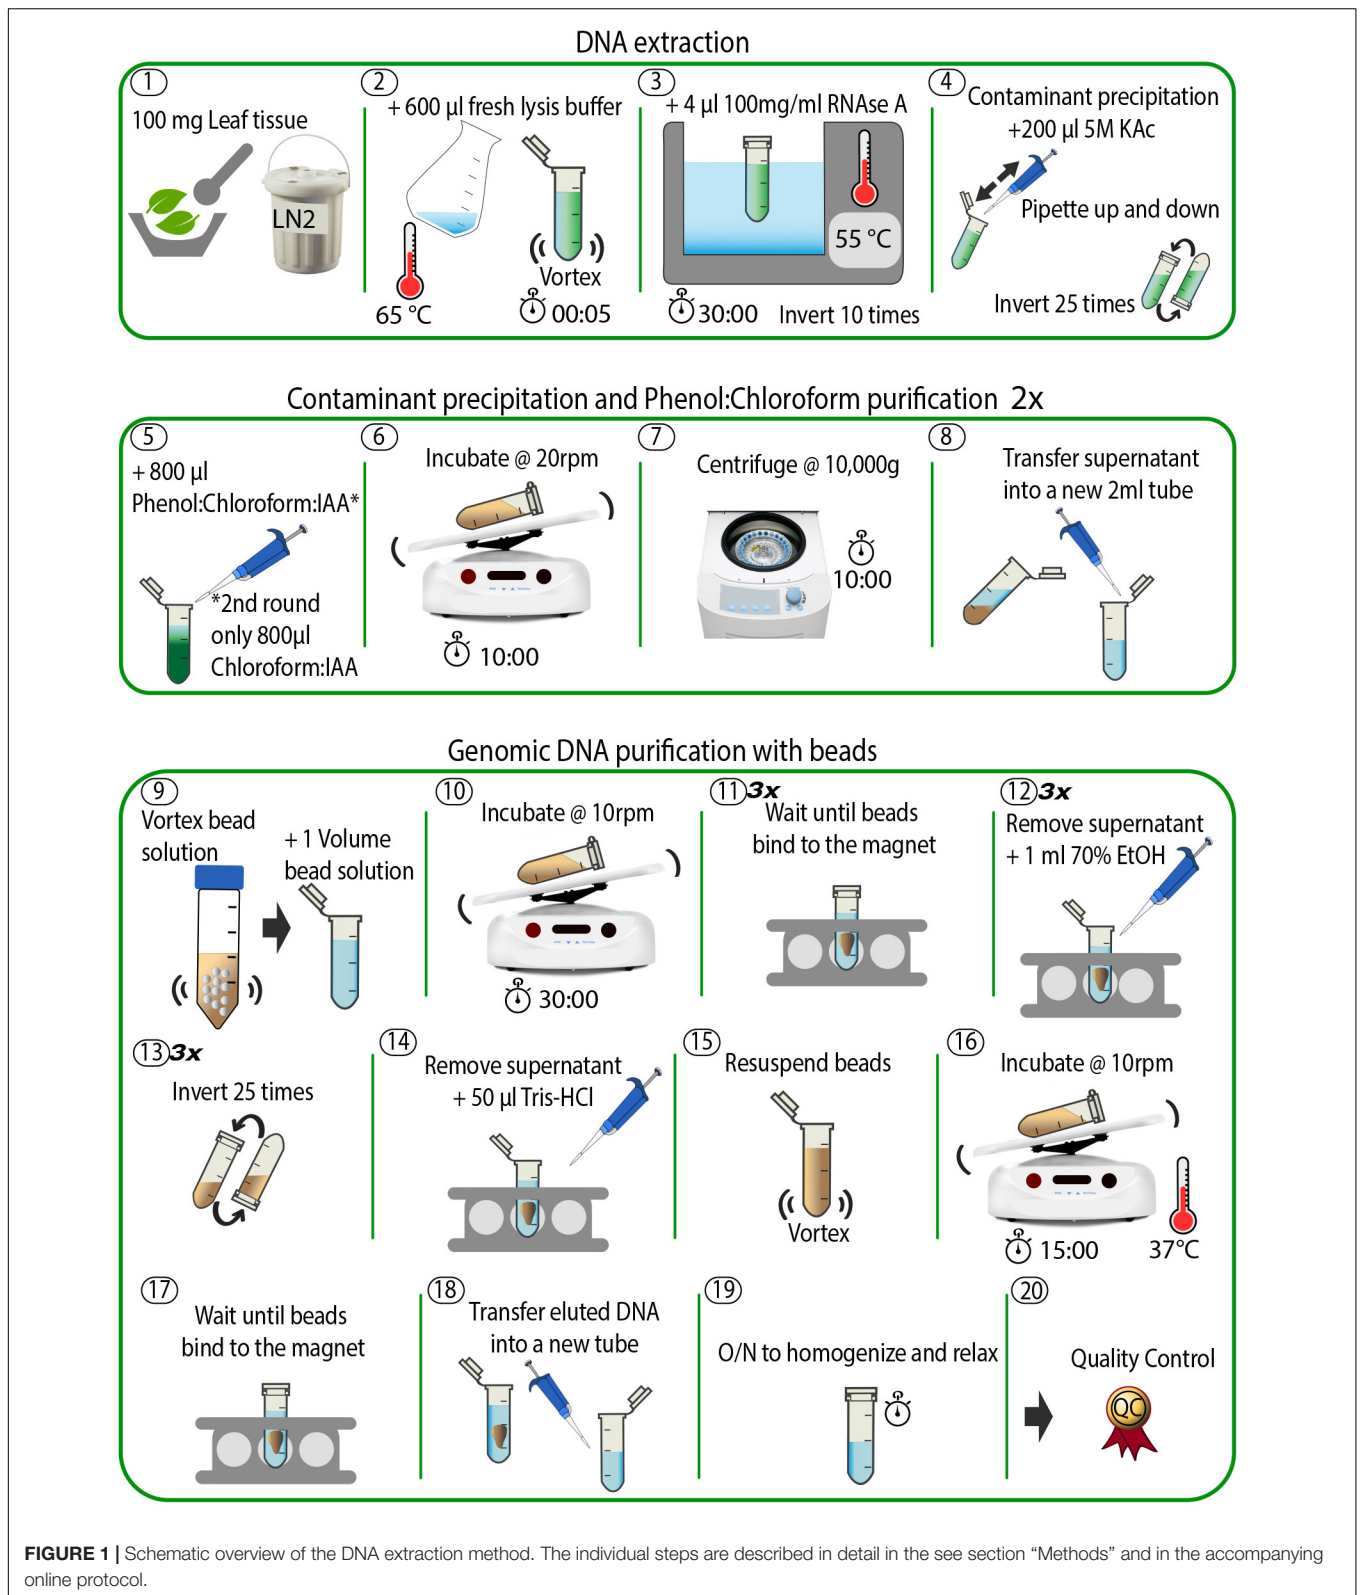 DNA extraction
1
100 mg Leaf tissue
LN2
2
+ 600 µl fresh lysis buffer
65 °C
Vortex
00:05
3
+ 4 µl 100mg/ml RNAse A
55 °C
30:00
Invert 10 times
4
Contaminant precipitation
+200 µl 5M KAc
Pipette up and down
Invert 25 times
Contaminant precipitation and Phenol:Chloroform purification 2x
5
+ 800 µl
Phenol:Chloroform:IAA*
*2nd round
only 800µl
Chloroform:IAA
6
Incubate @ 20rpm
10:00
7
Centrifuge @ 10,000g
10:00
8
Transfer supernatant
into a new 2ml tube
Genomic DNA purification with beads
9
Vortex bead
solution
+ 1 Volume
bead solution
10
Incubate @ 10rpm
30:00
11 3x
Wait until beads
bind to the magnet
12 3x
Remove supernatant
+ 1 ml 70% EtOH
13 3x
Invert 25 times
14
Remove supernatant
+ 50 µl Tris-HCl
15
Resuspend beads
Vortex
16
Incubate @ 10rpm
15:00
37°C
17
Wait until beads
bind to the magnet
18
Transfer eluted DNA
into a new tube
19
O/N to homogenize and relax
20
Quality Control
QC
FIGURE 1 | Schematic overview of the DNA extraction method. The individual steps are described in detail in the see section “Methods” and in the accompanying
online protocol.